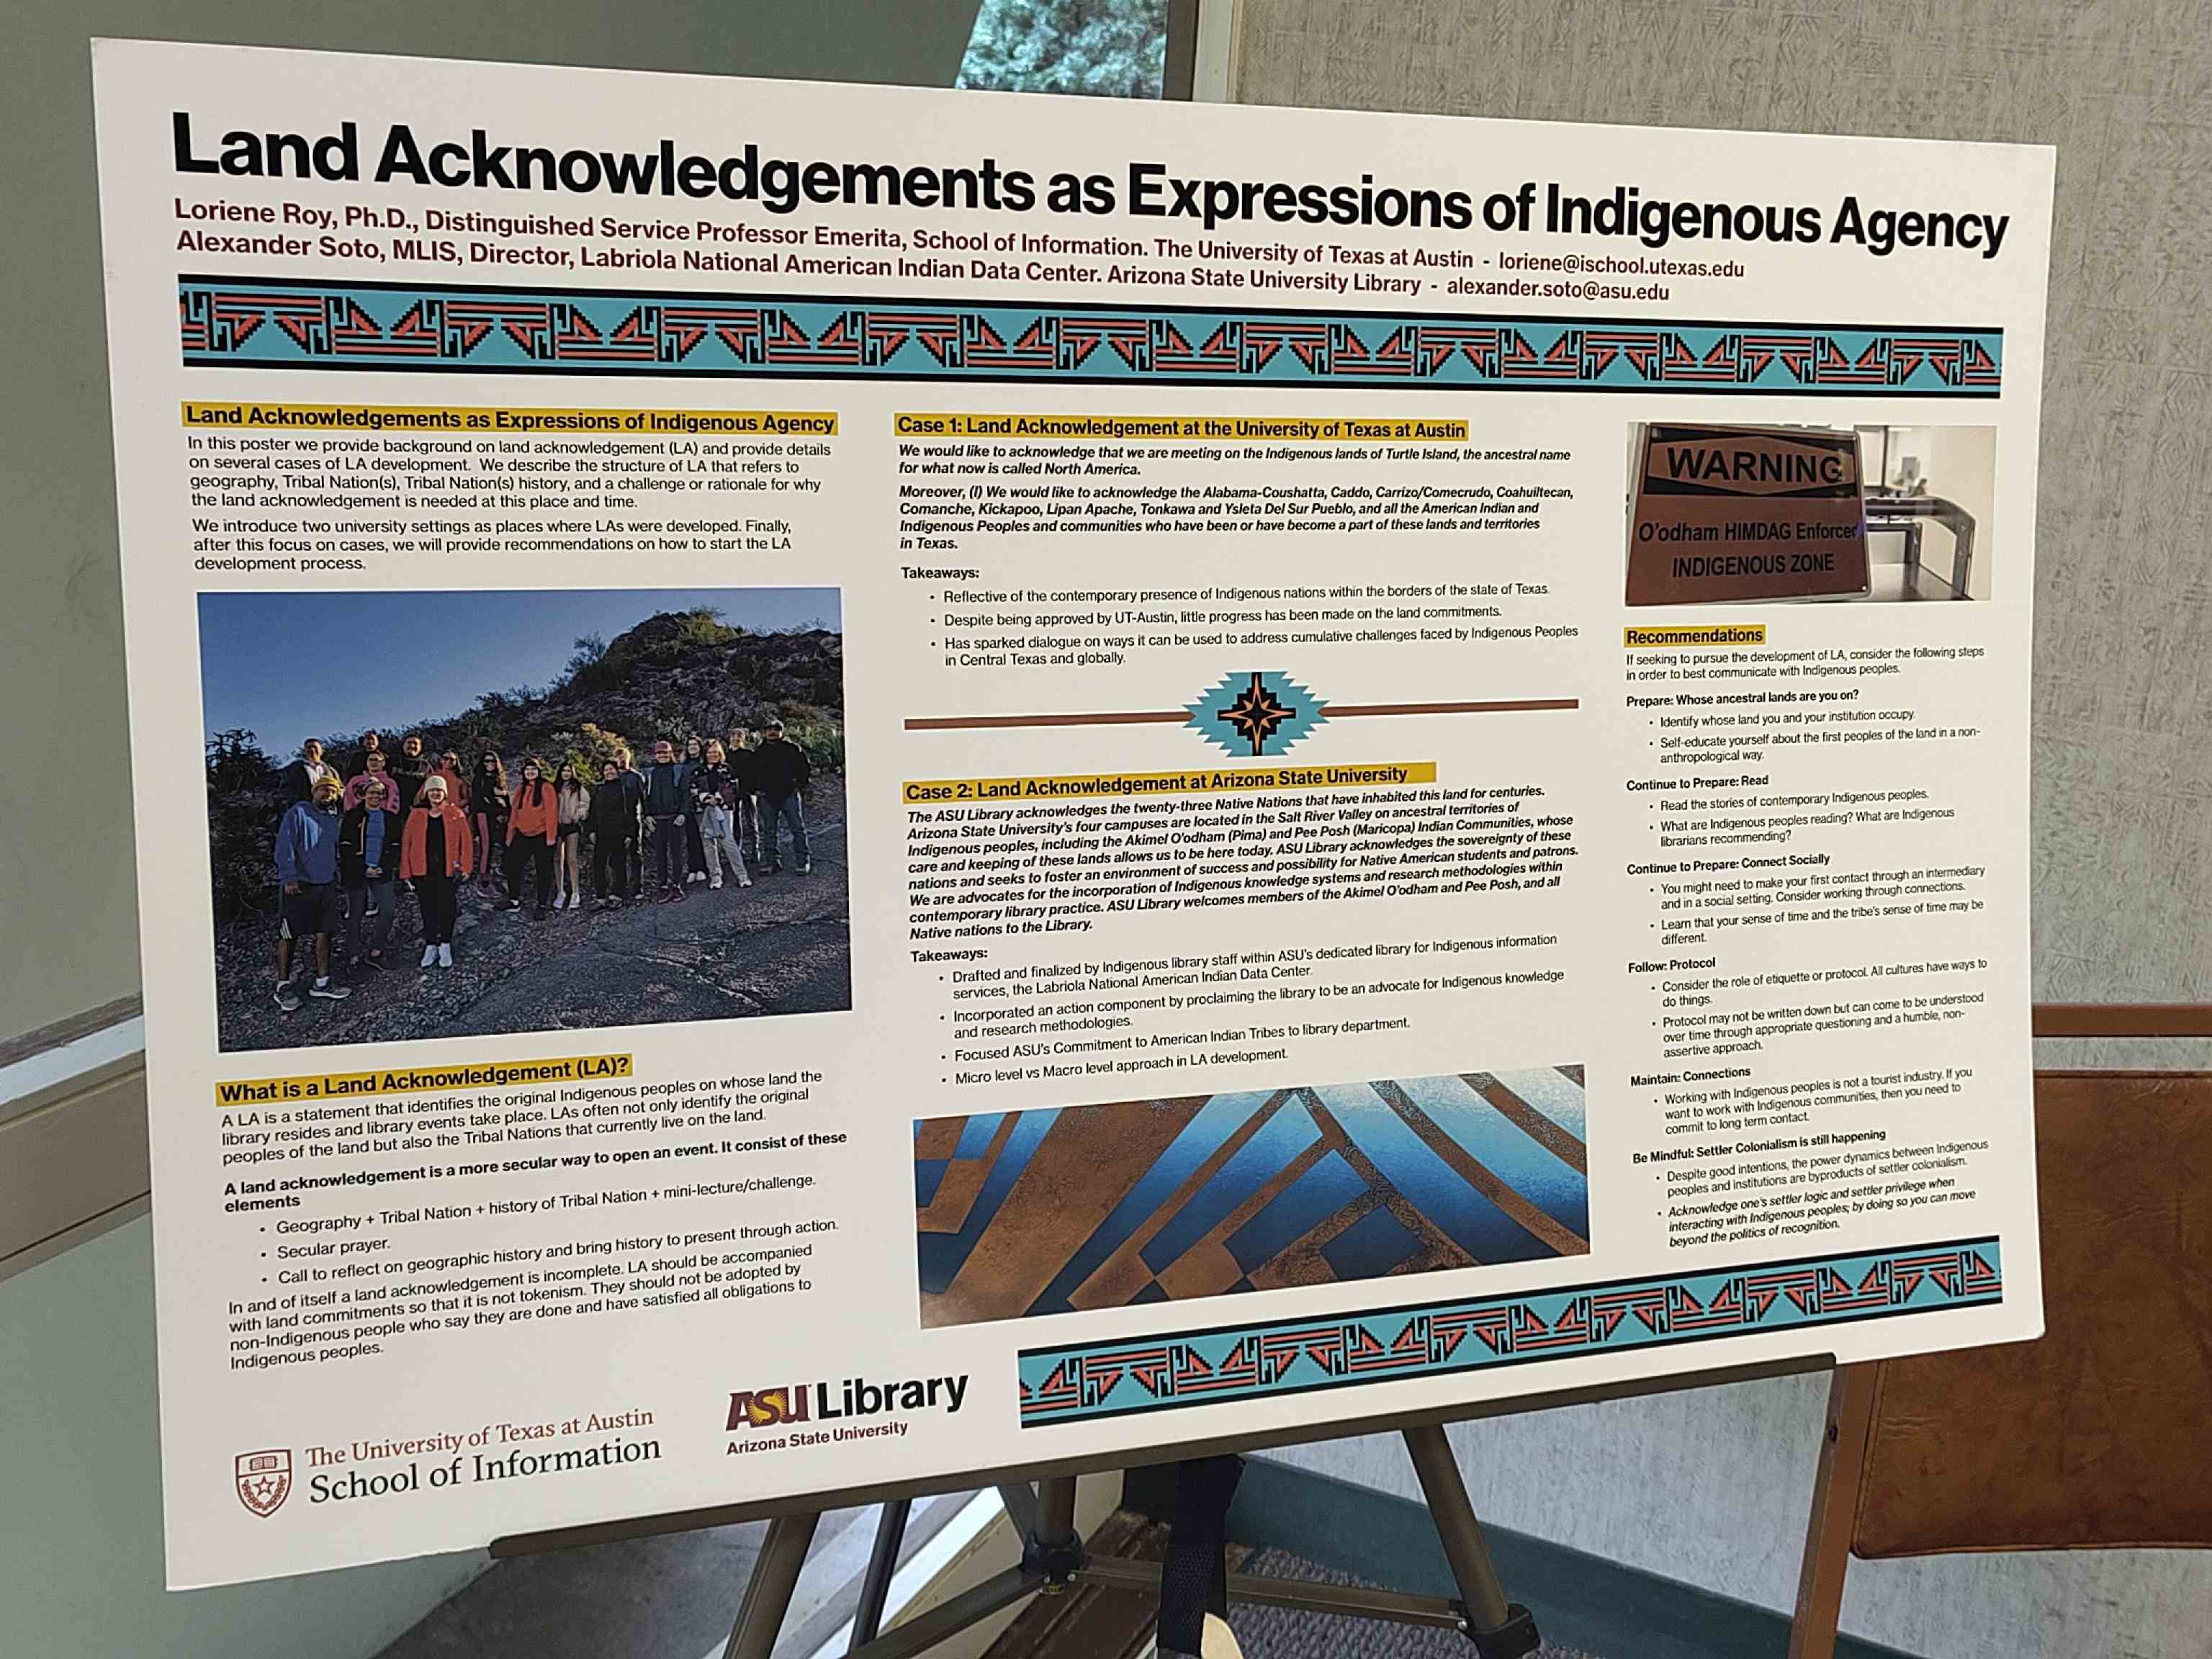 Land Acknowledgements as Expressions of Indigenous Agency
Loriene Roy, Ph.D., Distinguished Service Professor Emerita, School of Information. The University of Texas at Austin - loriene@ischool.utexas.edu
Alexander Soto, MLIS, Director, Labriola National American Indian Data Center. Arizona State University Library - alexander.soto@asu.edu
Land Acknowledgements as Expressions of Indigenous Agency
In this poster we provide background on land acknowledgement (LA) and provide details
on several cases of LA development. We describe the structure of LA that refers to
geography, Tribal Nation(s), Tribal Nation(s) history, and a challenge or rationale for why
the land acknowledgement is needed at this place and time.
We introduce two university settings as places where LAs were developed. Finally,
after this focus on cases, we will provide recommendations on how to start the LA
development process.
What is a Land Acknowledgement (LA)?
A LA is a statement that identifies the original Indigenous peoples on whose land the
library resides and library events take place. LAs often not only identify the original
peoples of the land but also the Tribal Nations that currently live on the land.
A land acknowledgement is a more secular way to open an event. It consist of these
elements
• Geography + Tribal Nation + history of Tribal Nation + mini-lecture/challenge.
• Secular prayer.
• Call to reflect on geographic history and bring history to present through action.
In and of itself a land acknowledgement is incomplete. LA should be accompanied
with land commitments so that it is not tokenism. They should not be adopted by
non-Indigenous people who say they are done and have satisfied all obligations to
Indigenous peoples.
The University of Texas at Austin
School of Information
ASU Library
Arizona State University
Case 1: Land Acknowledgement at the University of Texas at Austin
We would like to acknowledge that we are meeting on the Indigenous lands of Turtle Island, the ancestral name
for what now is called North America.
Moreover, (I) We would like to acknowledge the Alabama-Coushatta, Caddo, Carrizo/Comecrudo, Coahuiltecan,
Comanche, Kickapoo, Lipan Apache, Tonkawa and Ysleta Del Sur Pueblo, and all the American Indian and
Indigenous Peoples and communities who have been or have become a part of these lands and territories
in Texas.
Takeaways:
• Reflective of the contemporary presence of Indigenous nations within the borders of the state of Texas.
• Despite being approved by UT-Austin, little progress has been made on the land commitments.
• Has sparked dialogue on ways it can be used to address cumulative challenges faced by Indigenous Peoples
in Central Texas and globally.
Case 2: Land Acknowledgement at Arizona State University
The ASU Library acknowledges the twenty-three Native Nations that have inhabited this land for centuries.
Arizona State University's four campuses are located in the Salt River Valley on ancestral territories of
Indigenous peoples, including the Akimel O'odham (Pima) and Pee Posh (Maricopa) Indian Communities, whose
care and keeping of these lands allows us to be here today. ASU Library acknowledges the sovereignty of these
nations and seeks to foster an environment of success and possibility for Native American students and patrons.
We are advocates for the incorporation of Indigenous knowledge systems and research methodologies within
contemporary library practice. ASU Library welcomes members of the Akimel O'odham and Pee Posh, and all
Native nations to the Library.
Takeaways:
• Drafted and finalized by Indigenous library staff within ASU's dedicated library for Indigenous information
services, the Labriola National American Indian Data Center.
• Incorporated an action component by proclaiming the library to be an advocate for Indigenous knowledge
and research methodologies.
• Focused ASU's Commitment to American Indian Tribes to library department.
• Micro level vs Macro level approach in LA development.
WARNING
O'odham HIMDAG Enforced
INDIGENOUS ZONE
Recommendations
If seeking to pursue the development of LA, consider the following steps
in order to best communicate with Indigenous peoples.
Prepare: Whose ancestral lands are you on?
• Identify whose land you and your institution occupy.
• Self-educate yourself about the first peoples of the land in a non-
anthropological way.
Continue to Prepare: Read
• Read the stories of contemporary Indigenous peoples.
• What are Indigenous peoples reading? What are Indigenous
librarians recommending?
Continue to Prepare: Connect Socially
• You might need to make your first contact through an intermediary
and in a social setting. Consider working through connections.
• Learn that your sense of time and the tribe's sense of time may be
different.
Follow: Protocol
• Consider the role of etiquette or protocol. All cultures have ways to
do things.
• Protocol may not be written down but can come to be understood
over time through appropriate questioning and a humble, non-
assertive approach.
Maintain: Connections
• Working with Indigenous peoples is not a tourist industry. If you
want to work with Indigenous communities, then you need to
commit to long term contact.
Be Mindful: Settler Colonialism is still happening
• Despite good intentions, the power dynamics between Indigenous
peoples and institutions are byproducts of settler colonialism.
• Acknowledge one's settler logic and settler privilege when
interacting with Indigenous peoples; by doing so you can move
beyond the politics of recognition.